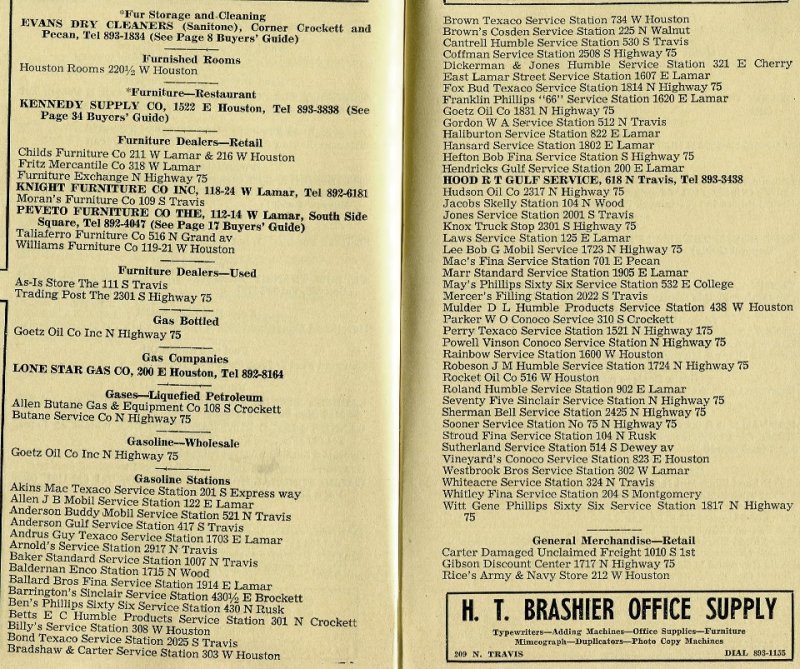 *Fur Storage and Cleaning
EVANS DRY CLEANERS (Sanitone), Corner Crockett and
Pecan, Tel 893-1834 (See Page 8 Buyers' Guide)
Furnished Rooms
Houston Rooms 220½ W Houston
*Furniture—Restaurant
KENNEDY SUPPLY CO, 1522 E Houston, Tel 893-3838 (See
Page 34 Buyers' Guide)
Furniture Dealers—Retail
Childs Furniture Co 211 W Lamar & 216 W Houston
Fritz Mercantile Co 318 W Lamar
Furniture Exchange N Highway 75
KNIGHT FURNITURE CO INC, 118-24 W Lamar, Tel 892-6181
Moran's Furniture Co 109 S Travis
PEVETO FURNITURE CO THE, 112-14 W Lamar, South Side
Square, Tel 892-4047 (See Page 17 Buyers' Guide)
Taliaferro Furniture Co 516 N Grand av
Williams Furniture Co 119-21 W Houston
Furniture Dealers—Used
As-Is Store The 111 S Travis
Trading Post The 2301 S Highway 75
Gas Bottled
Goetz Oil Co Inc N Highway 75
Gas Companies
LONE STAR GAS CO, 200 E Houston, Tel 892-8164
Gases—Liquefied Petroleum
Allen Butane Gas & Equipment Co 108 S Crockett
Butane Service Co N Highway 75
Gasoline—Wholesale
Goetz Oil Co Inc N Highway 75
Gasoline Stations
Akins Mac Texaco Service Station 201 S Express way
Allen J B Mobil Service Station 122 E Lamar
Anderson Buddy Mobil Service Station 521 N Travis
Anderson Gulf Service Station 417 S Travis
Andrus Guy Texaco Service Station 1703 E Lamar
Arnold's Service Station 2917 N Travis
Baker Standard Service Station 1007 N Travis
Baldernan Enco Station 1715 N Wood
Ballard Bros Fina Service Station 1914 E Lamar
Barrington's Sinclair Service Station 430½ E Brockett
Ben's Phillips Sixty Six Service Station 430 N Rusk
Betts E C Humble Products Service Station 301 N Crockett
Billy's Service Station 308 W Houston
Bond Texaco Service Station 2025 S Travis
Bradshaw & Carter Service Station 303 W Houston
Brown Texaco Service Station 734 W Houston
Brown's Cosden Service Station 225 N Walnut
Cantrell Humble Service Station 530 S Travis
Coffman Service Station 2508 S Highway 75
Dickerman & Jones Humble Service Station 321 E Cherry
East Lamar Street Service Station 1607 E Lamar
Fox Bud Texaco Service Station 1814 N Highway 75
Franklin Phillips "66" Service Station 1620 E Lamar
Goetz Oil Co 1831 N Highway 75
Gordon W A Service Station 512 N Travis
Haliburton Service Station 822 E Lamar
Hansard Service Station 1802 E Lamar
Hefton Bob Fina Service Station S Highway 75
Hendricks Gulf Service Station 200 E Lamar
HOOD R T GULF SERVICE, 618 N Travis, Tel 893-3438
Hudson Oil Co 2317 N Highway 75
Jacobs Skelly Station 104 N Wood
Jones Service Station 2001 S Travis
Knox Truck Stop 2301 S Highway 75
Laws Service Station 125 E Lamar
Lee Bob G Mobil Service 1723 N Highway 75
Mac's Fina Service Station 701 E Pecan
Marr Standard Service Station 1905 E Lamar
May's Phillips Sixty Six Service Station 532 E College
Mercer's Filling Station 2022 S Travis
Mulder D L Humble Products Service Station 438 W Houston
Parker W O Conoco Service 310 S Crockett
Perry Texaco Service Station 1521 N Highway 175
Powell Vinson Conoco Service Station N Highway 75
Rainbow Service Station 1600 W Houston
Robeson J M Humble Service Station 1724 N Highway 75
Rocket Oil Co 516 W Houston
Roland Humble Service Station 902 E Lamar
Seventy Five Sinclair Service Station N Highway 75
Sherman Bell Service Station 2425 N Highway 75
Sooner Service Station No 75 N Highway 75
Stroud Fina Service Station 104 N Rusk
Sutherland Service Station 514 S Dewey av
Vineyard's Conoco Service Station 823 E Houston
Westbrook Bros Service Station 302 W Lamar
Whiteacre Service Station 324 N Travis
Whitley Fina Service Station 204 S Montgomery
Witt Gene Phillips Sixty Six Service Station 1817 N Highway
75
General Merchandise—Retail
Carter Damaged Unclaimed Freight 1010 S 1st
Gibson Discount Center 1717 N Highway 75
Rice's Army & Navy Store 212 W Houston
H. T. BRASHIER OFFICE SUPPLY
Typewriters—Adding Machines—Office Supplies—Furniture
Mimeograph—Duplicators—Photo Copy Machines
209 N. TRAVIS DIAL 893-1155